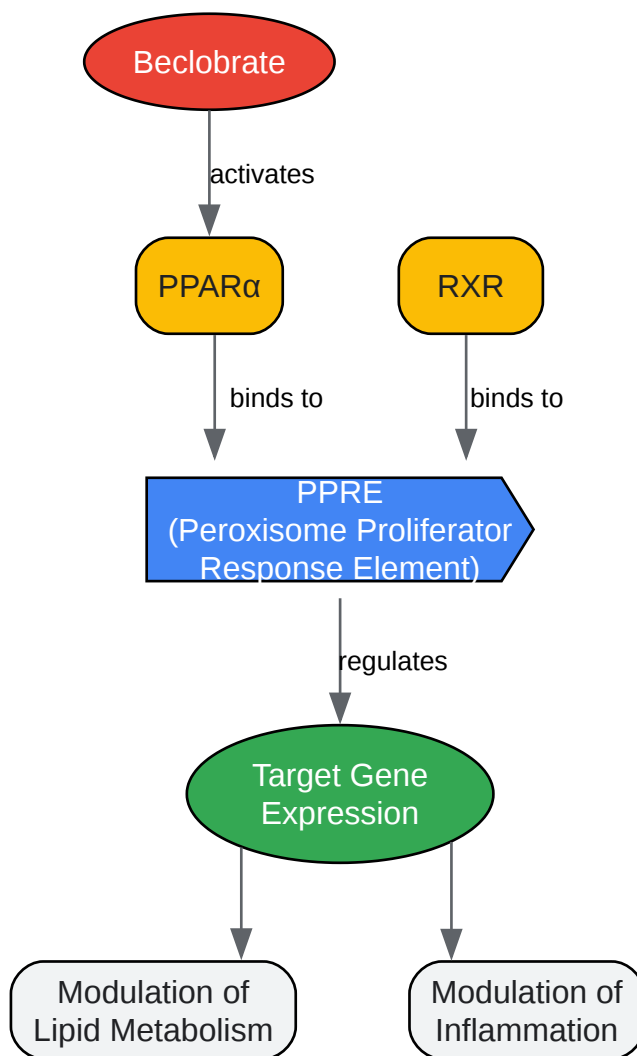 Beclobrate
activates
PPARα
RXR
binds to
binds to
PPRE
(Peroxisome Proliferator
Response Element)
regulates
Target Gene
Expression
Modulation of
Lipid Metabolism
Modulation of
Inflammation